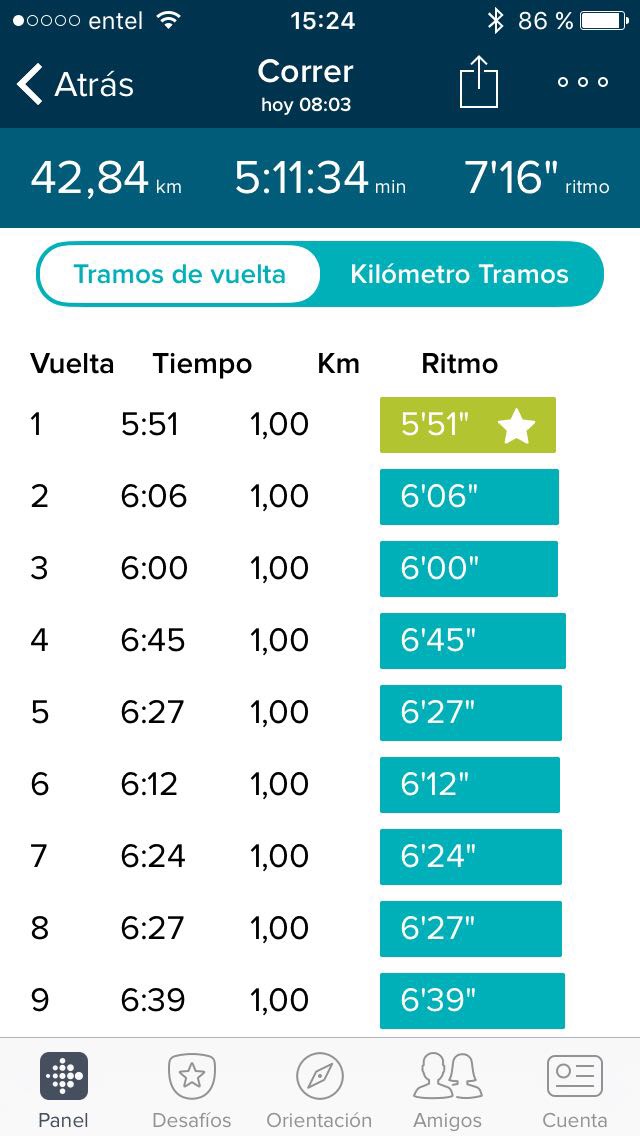 entel 15:24 86 %
Atrás Correr
hoy 08:03
42,84 km 5:11:34 min 7'16" ritmo
Tramos de vuelta Kilómetro Tramos
Vuelta Tiempo Km Ritmo
1 5:51 1,00 5'51"
2 6:06 1,00 6'06"
3 6:00 1,00 6'00"
4 6:45 1,00 6'45"
5 6:27 1,00 6'27"
6 6:12 1,00 6'12"
7 6:24 1,00 6'24"
8 6:27 1,00 6'27"
9 6:39 1,00 6'39"
Panel Desafíos Orientación Amigos Cuenta